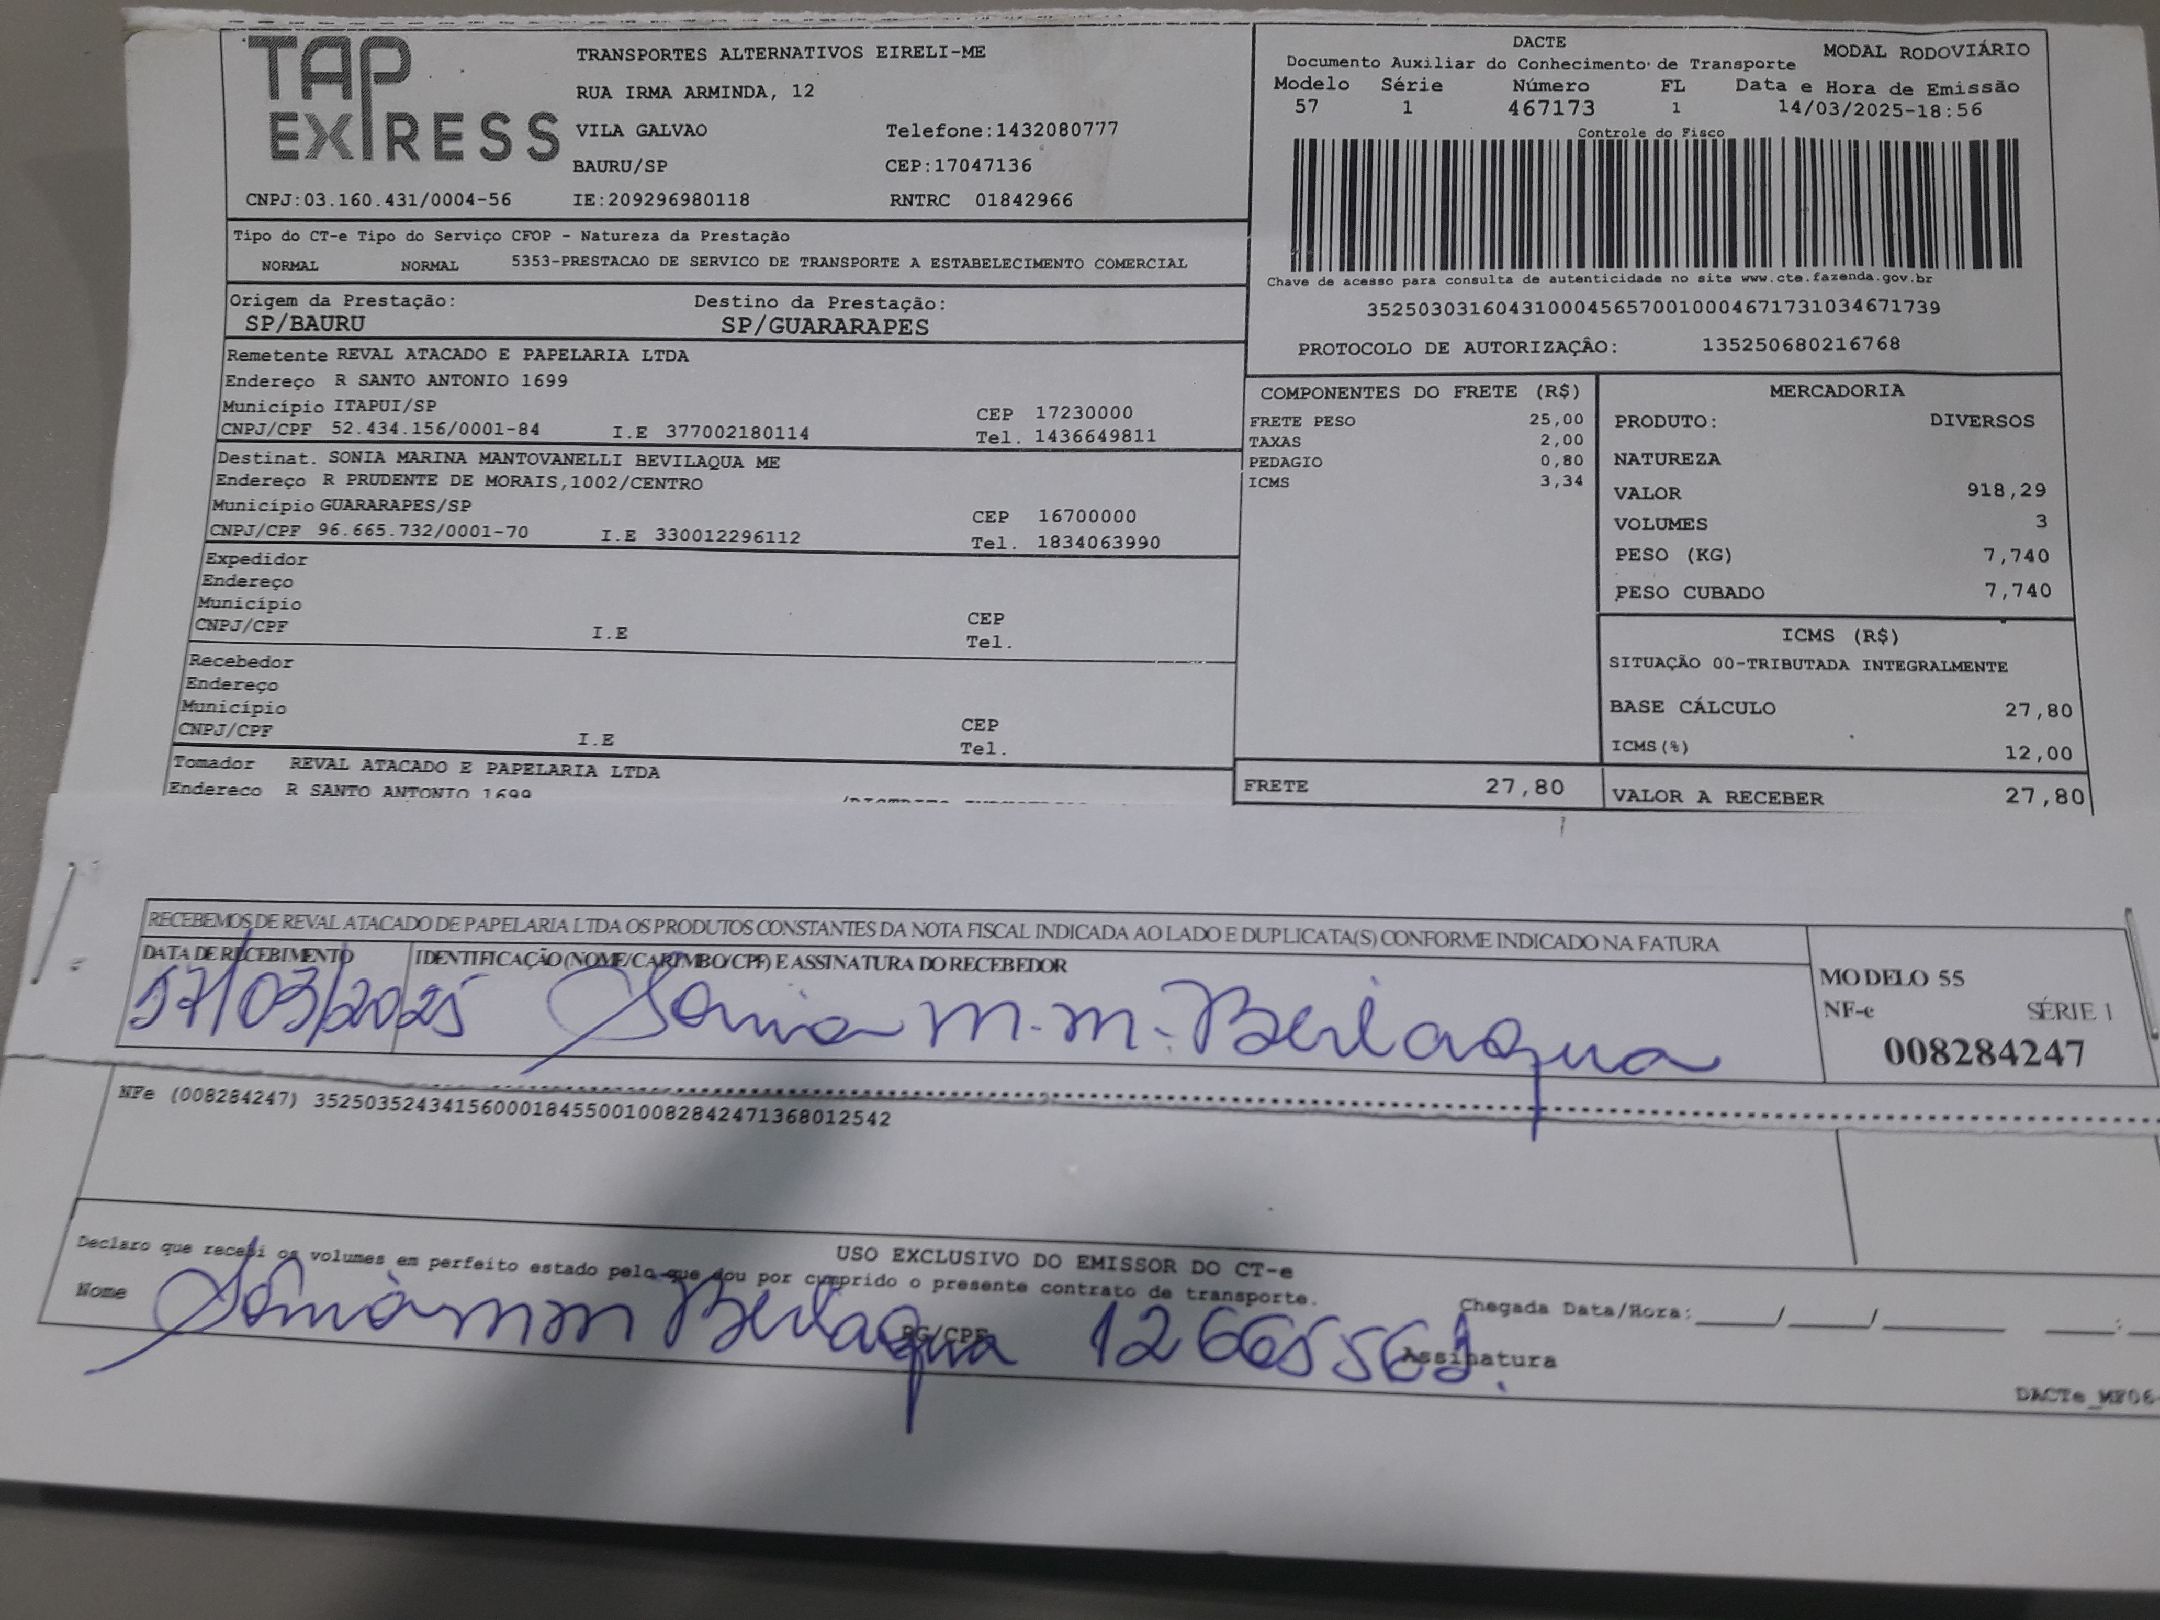 TAP EXPRESS
TRANSPORTES ALTERNATIVOS EIRELI-ME
RUA IRMA ARMINDA, 12
VILA GALVAO Telefone:1432080777
BAURU/SP CEP:17047136
CNPJ:03.160.431/0004-56 IE:209296980118 RNTRC 01842966
DACTE MODAL RODOVIÁRIO
Documento Auxiliar do Conhecimento de Transporte
Modelo Série Número FL Data e Hora de Emissão
57 1 467173 1 14/03/2025-18:56
Controle do Fisco
Chave de acesso para consulta de autenticidade no site www.cte.fazenda.gov.br
35250303160431000456570010004671731034671739
PROTOCOLO DE AUTORIZAÇÃO: 135250680216768
Tipo do CT-e Tipo do Serviço CFOP - Natureza da Prestação
NORMAL NORMAL 5353-PRESTACAO DE SERVICO DE TRANSPORTE A ESTABELECIMENTO COMERCIAL
Origem da Prestação: Destino da Prestação:
SP/BAURU SP/GUARARAPES
Remetente REVAL ATACADO E PAPELARIA LTDA
Endereço R SANTO ANTONIO 1699
Município ITAPUI/SP CEP 17230000
CNPJ/CPF 52.434.156/0001-84 I.E 377002180114 Tel. 1436649811
Destinat. SONIA MARINA MANTOVANELLI BEVILAQUA ME
Endereço R PRUDENTE DE MORAIS,1002/CENTRO
Município GUARARAPES/SP CEP 16700000
CNPJ/CPF 96.665.732/0001-70 I.E 330012296112 Tel. 1834063990
Expedidor
Endereço
Município CEP
CNPJ/CPF I.E Tel.
Recebedor
Endereço
Município CEP
CNPJ/CPF I.E Tel.
Tomador REVAL ATACADO E PAPELARIA LTDA
Endereço R SANTO ANTONIO 1699
COMPONENTES DO FRETE (R$)
FRETE PESO 25,00
TAXAS 2,00
PEDAGIO 0,80
ICMS 3,34
FRETE 27,80
MERCADORIA
PRODUTO: DIVERSOS
NATUREZA
VALOR 918,29
VOLUMES 3
PESO (KG) 7,740
PESO CUBADO 7,740
ICMS (R$)
SITUAÇÃO 00-TRIBUTADA INTEGRALMENTE
BASE CÁLCULO 27,80
ICMS(%) 12,00
VALOR A RECEBER 27,80
RECEBEMOS DE REVAL ATACADO DE PAPELARIA LTDA OS PRODUTOS CONSTANTES DA NOTA FISCAL INDICADA AO LADO E DUPLICATA(S) CONFORME INDICADO NA FATURA
DATA DE RECEBIMENTO IDENTIFICAÇÃO (NOME/CARIMBO/CPF) E ASSINATURA DO RECEBEDOR
17/03/2025 Sonia M. M. Bevilaqua
MODELO 55
NF-e SÉRIE 1
008284247
NFe (008284247) 35250352434156000184550010082842471368012542
USO EXCLUSIVO DO EMISSOR DO CT-e
Declaro que recebi os volumes em perfeito estado pelo que dou por cumprido o presente contrato de transporte.
Nome Sonia m m Bevilaqua RG/CPF Assinatura
Chegada Data/Hora:____/____/______ ____:__